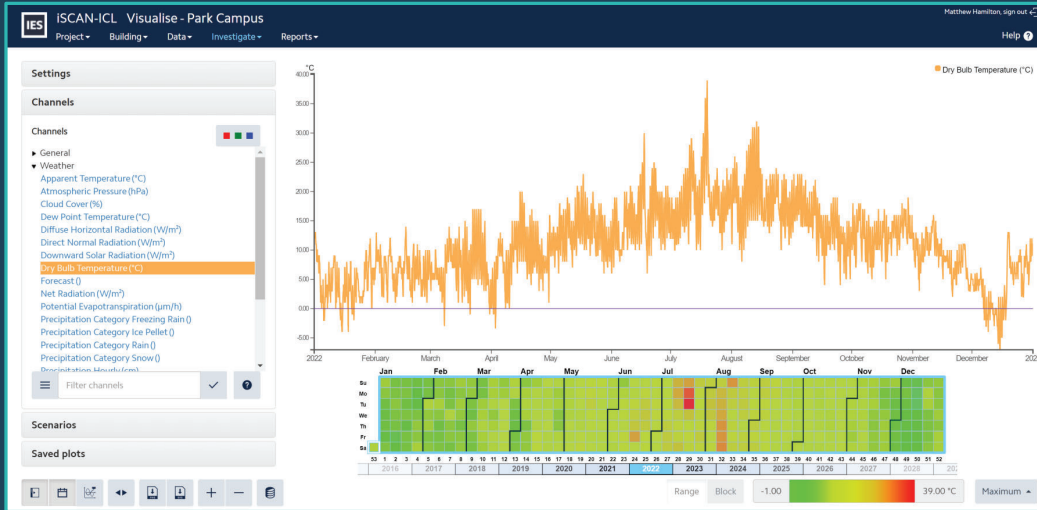 Matthew Hamilton, sign out
IES
iSCAN-ICL Visualise - Park Campus
Project Building Data Investigate Reports
Help ?
Settings
Channels
Channels
General
Weather
Apparent Temperature (°C)
Atmospheric Pressure (hPa)
Cloud Cover (%)
Dew Point Temperature (°C)
Diffuse Horizontal Radiation (W/m²)
Direct Normal Radiation (W/m²)
Downward Solar Radiation (W/m²)
Dry Bulb Temperature (°C)
Forecast ()
Net Radiation (W/m²)
Potential Evapotranspiration (μm/h)
Precipitation Category Freezing Rain ()
Precipitation Category Ice Pellet ()
Precipitation Category Rain ()
Precipitation Category Snow ()
Precipitation Hourly (cm)
Filter channels
?
Scenarios
Saved plots
°C
Dry Bulb Temperature (°C)
40.00
35.00
30.00
25.00
20.00
15.00
10.00
5.00
0.00
-5.00
2022 February March April May June July August September October November December 202
Jan Feb Mar Apr May Jun Jul Aug Sep Oct Nov Dec
Su
Mo
Tu
We
Th
Fr
Sa
53 1 2 3 4 5 6 7 8 9 10 11 12 13 14 15 16 17 18 19 20 21 22 23 24 25 26 27 28 29 30 31 32 33 34 35 36 37 38 39 40 41 42 43 44 45 46 47 48 49 50 51 52
2016 2017 2018 2019 2020 2021 2022 2023 2024 2025 2026 2027 2028 202
Range Block -1.00 39.00 °C Maximum